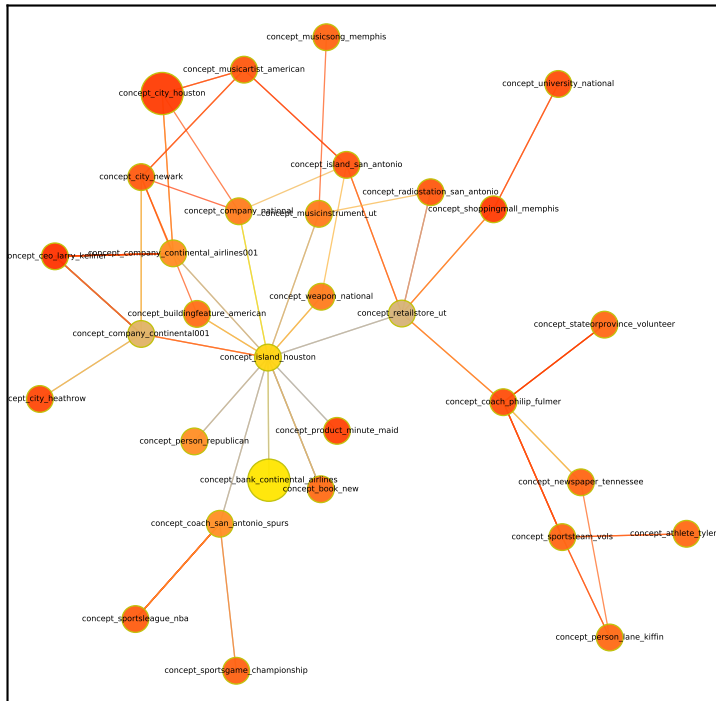 concept_musicsong_memphis
concept_musicartist_american
concept_university_national
concept_city_houston
concept_island_san_antonio
concept_city_newark
concept_radiostation_san_antonio
concept_company_national
concept_musicinstrument_ut
concept_shoppingmall_memphis
concept_ceo_larry_kellner
concept_company_continental_airlines001
concept_weapon_national
concept_buildingfeature_american
concept_retailstore_ut
concept_stateorprovince_volunteer
concept_company_continental001
concept_island_houston
cept_city_heathrow
concept_coach_philip_fulmer
concept_person_republican
concept_product_minute_maid
concept_bank_continental_airlines
concept_book_new
concept_newspaper_tennessee
concept_coach_san_antonio_spurs
concept_sportsteam_vols
concept_athlete_tyler
concept_sportsleague_nba
concept_person_lane_kiffin
concept_sportsgame_championship